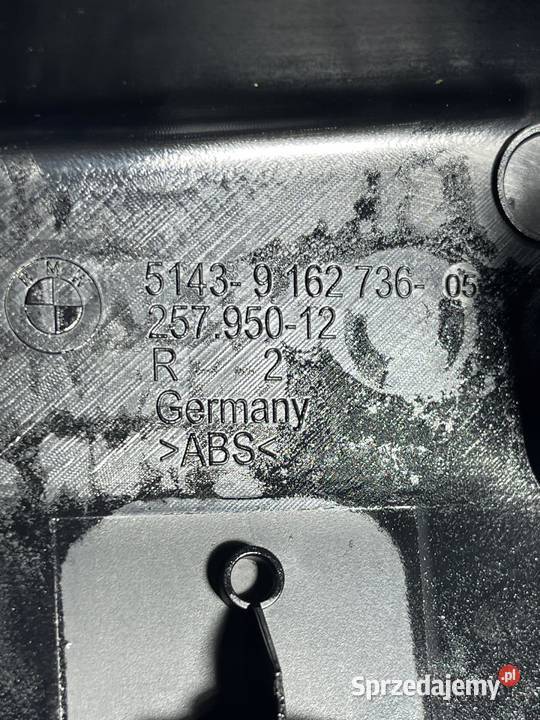 BMW
5143- 9 162 736- 05
257.950-12
R - - 2
Germany
>ABS<
Sprzedajemy.pl